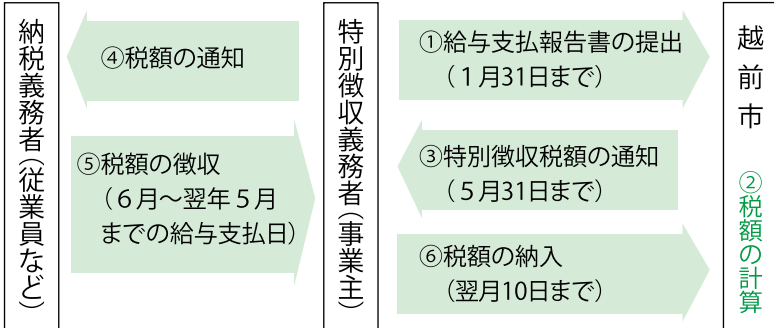 納税義務者（従業員など）
④税額の通知
⑤税額の徴収
（６月～翌年５月
までの給与支払日）
特別徴収義務者（事業主）
①給与支払報告書の提出
（１月31日まで）
③特別徴収税額の通知
（５月31日まで）
⑥税額の納入
（翌月10日まで）
越前市
②税額の計算